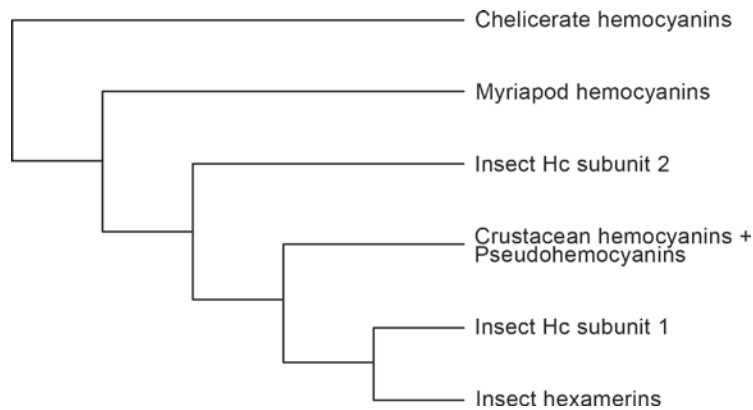 Chelicerate hemocyanins
Myriapod hemocyanins
Insect Hc subunit 2
Crustacean hemocyanins +
Pseudohemocyanins
Insect Hc subunit 1
Insect hexamerins